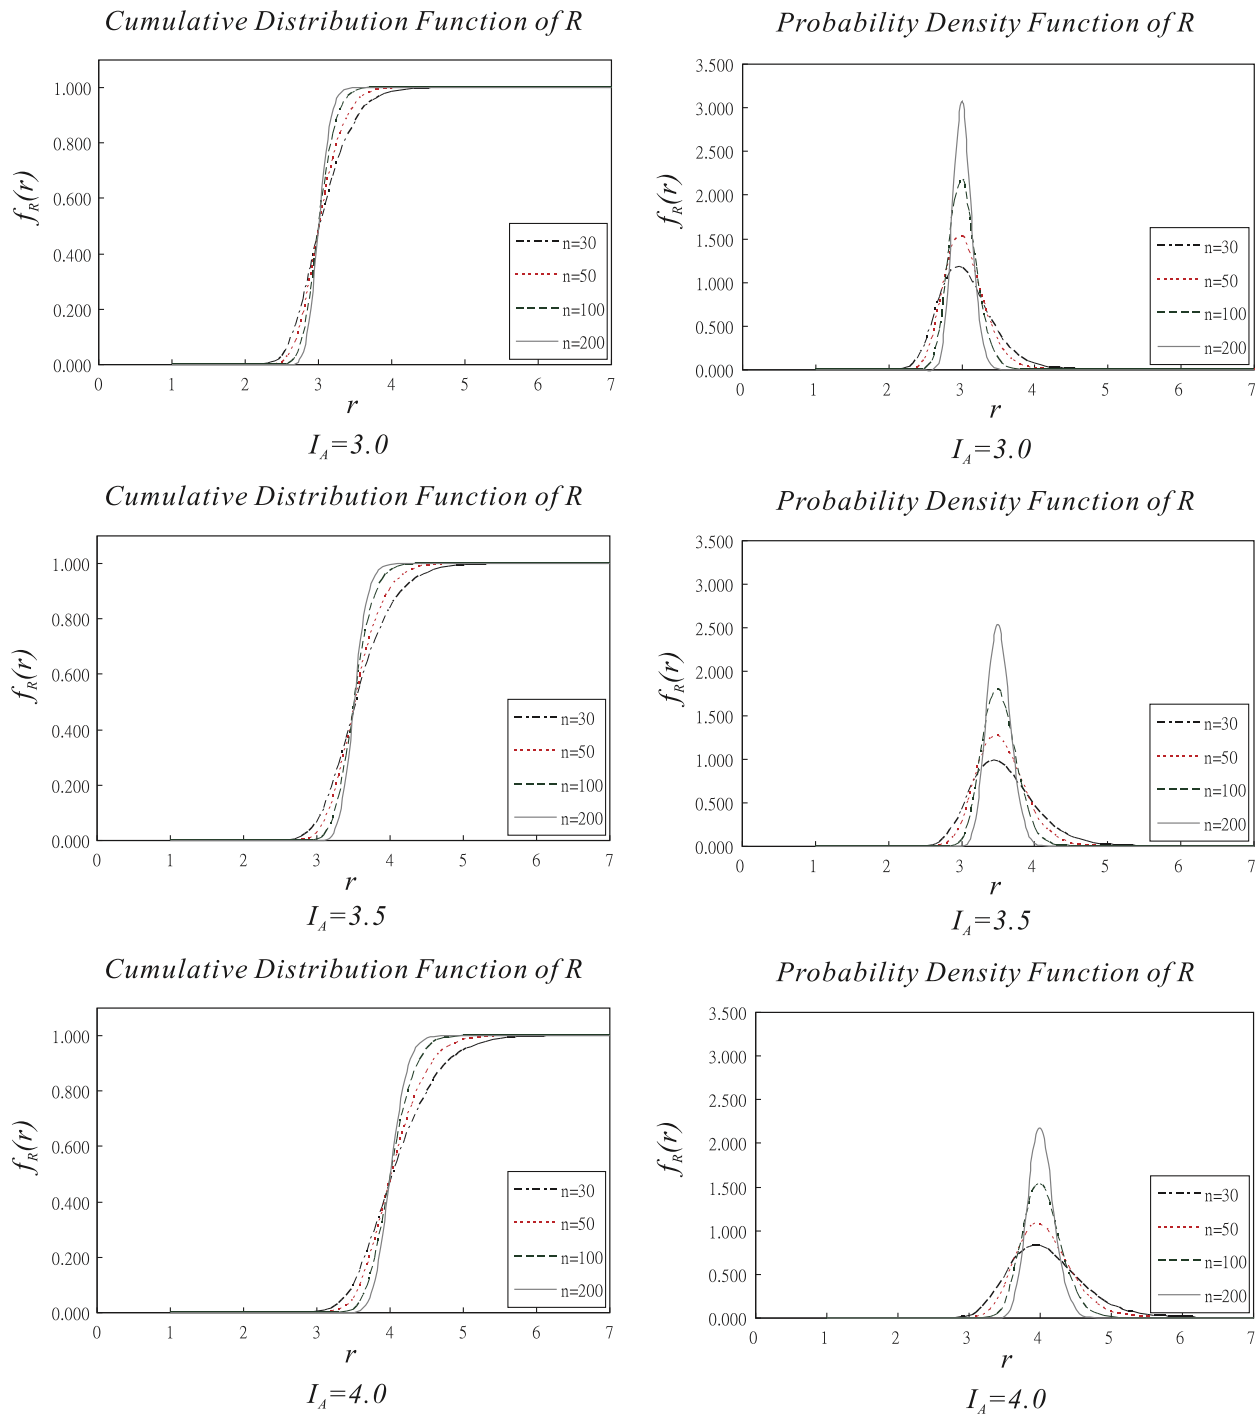 Cumulative Distribution Function of R
1.000
0.800
0.600
0.400
0.200
0.000
f_R(r)
n=30
n=50
n=100
n=200
0 1 2 3 4 5 6 7
r
I_A=3.0
Probability Density Function of R
3.500
3.000
2.500
2.000
1.500
1.000
0.500
0.000
f_R(r)
n=30
n=50
n=100
n=200
0 1 2 3 4 5 6 7
r
I_A=3.0
Cumulative Distribution Function of R
1.000
0.800
0.600
0.400
0.200
0.000
f_R(r)
n=30
n=50
n=100
n=200
0 1 2 3 4 5 6 7
r
I_A=3.5
Probability Density Function of R
3.500
3.000
2.500
2.000
1.500
1.000
0.500
0.000
f_R(r)
n=30
n=50
n=100
n=200
0 1 2 3 4 5 6 7
r
I_A=3.5
Cumulative Distribution Function of R
1.000
0.800
0.600
0.400
0.200
0.000
f_R(r)
n=30
n=50
n=100
n=200
0 1 2 3 4 5 6 7
r
I_A=4.0
Probability Density Function of R
3.500
3.000
2.500
2.000
1.500
1.000
0.500
0.000
f_R(r)
n=30
n=50
n=100
n=200
0 1 2 3 4 5 6 7
r
I_A=4.0